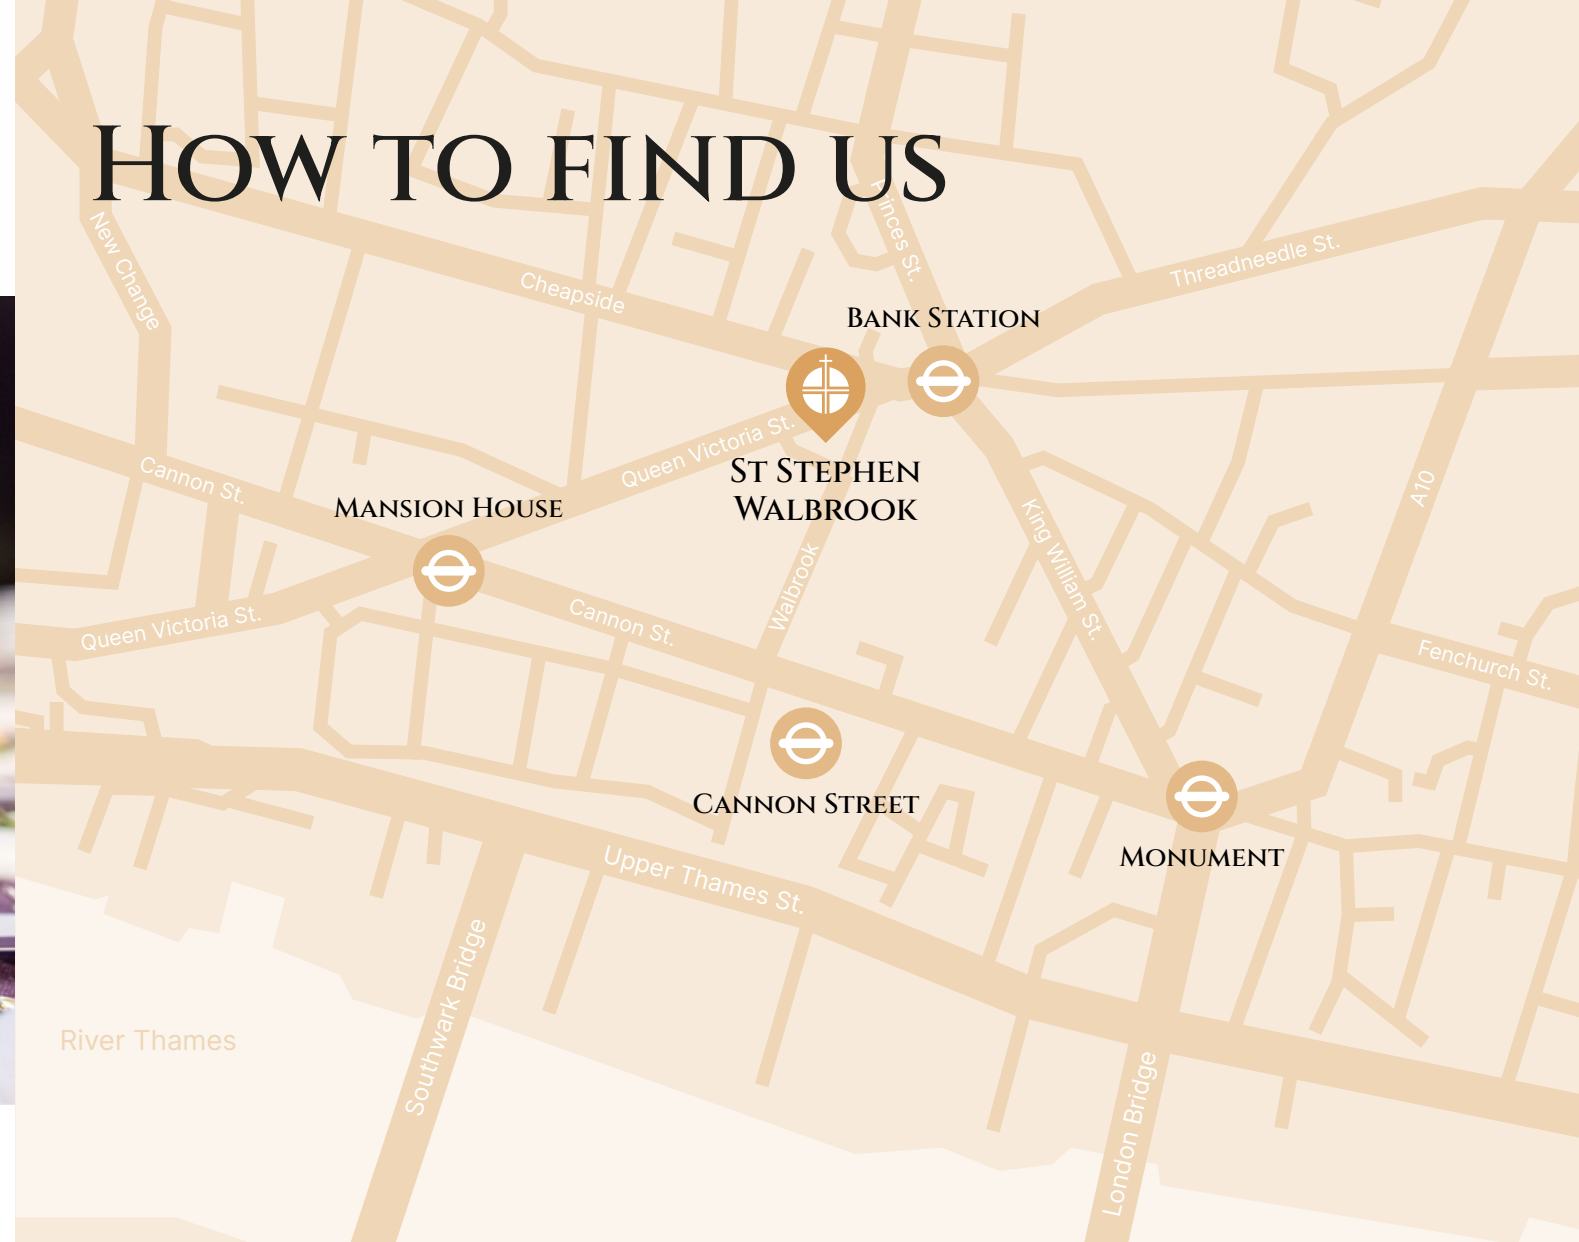 How to find us
Princes St.
New Change
Threadneedle St.
Cheapside
Bank Station
Queen Victoria St.
St Stephen
Walbrook
Cannon St.
Mansion House
A10
King William St.
Walbrook
Cannon St.
Queen Victoria St.
Fenchurch St.
Cannon Street
Monument
Upper Thames St.
Southwark Bridge
River Thames
London Bridge